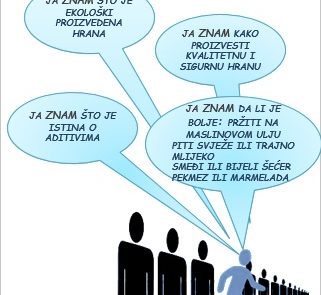 JA ZNAM ŠTO JE
EKOLOŠKI
PROIZVEDENA
HRANA
JA ZNAM KAKO
PROIZVESTI
KVALITETNU I
SIGURNU HRANU
JA ZNAM ŠTO JE
ISTINA O
ADITIVIMA
JA ZNAM DA LI JE
BOLJE: PRŽITI NA
MASLINOVOM ULJU
PITI SVJEŽE ILI TRAJNO
MLIJEKO
SMEĐI ILI BIJELI ŠEĆER
PEKMEZ ILI MARMELADA